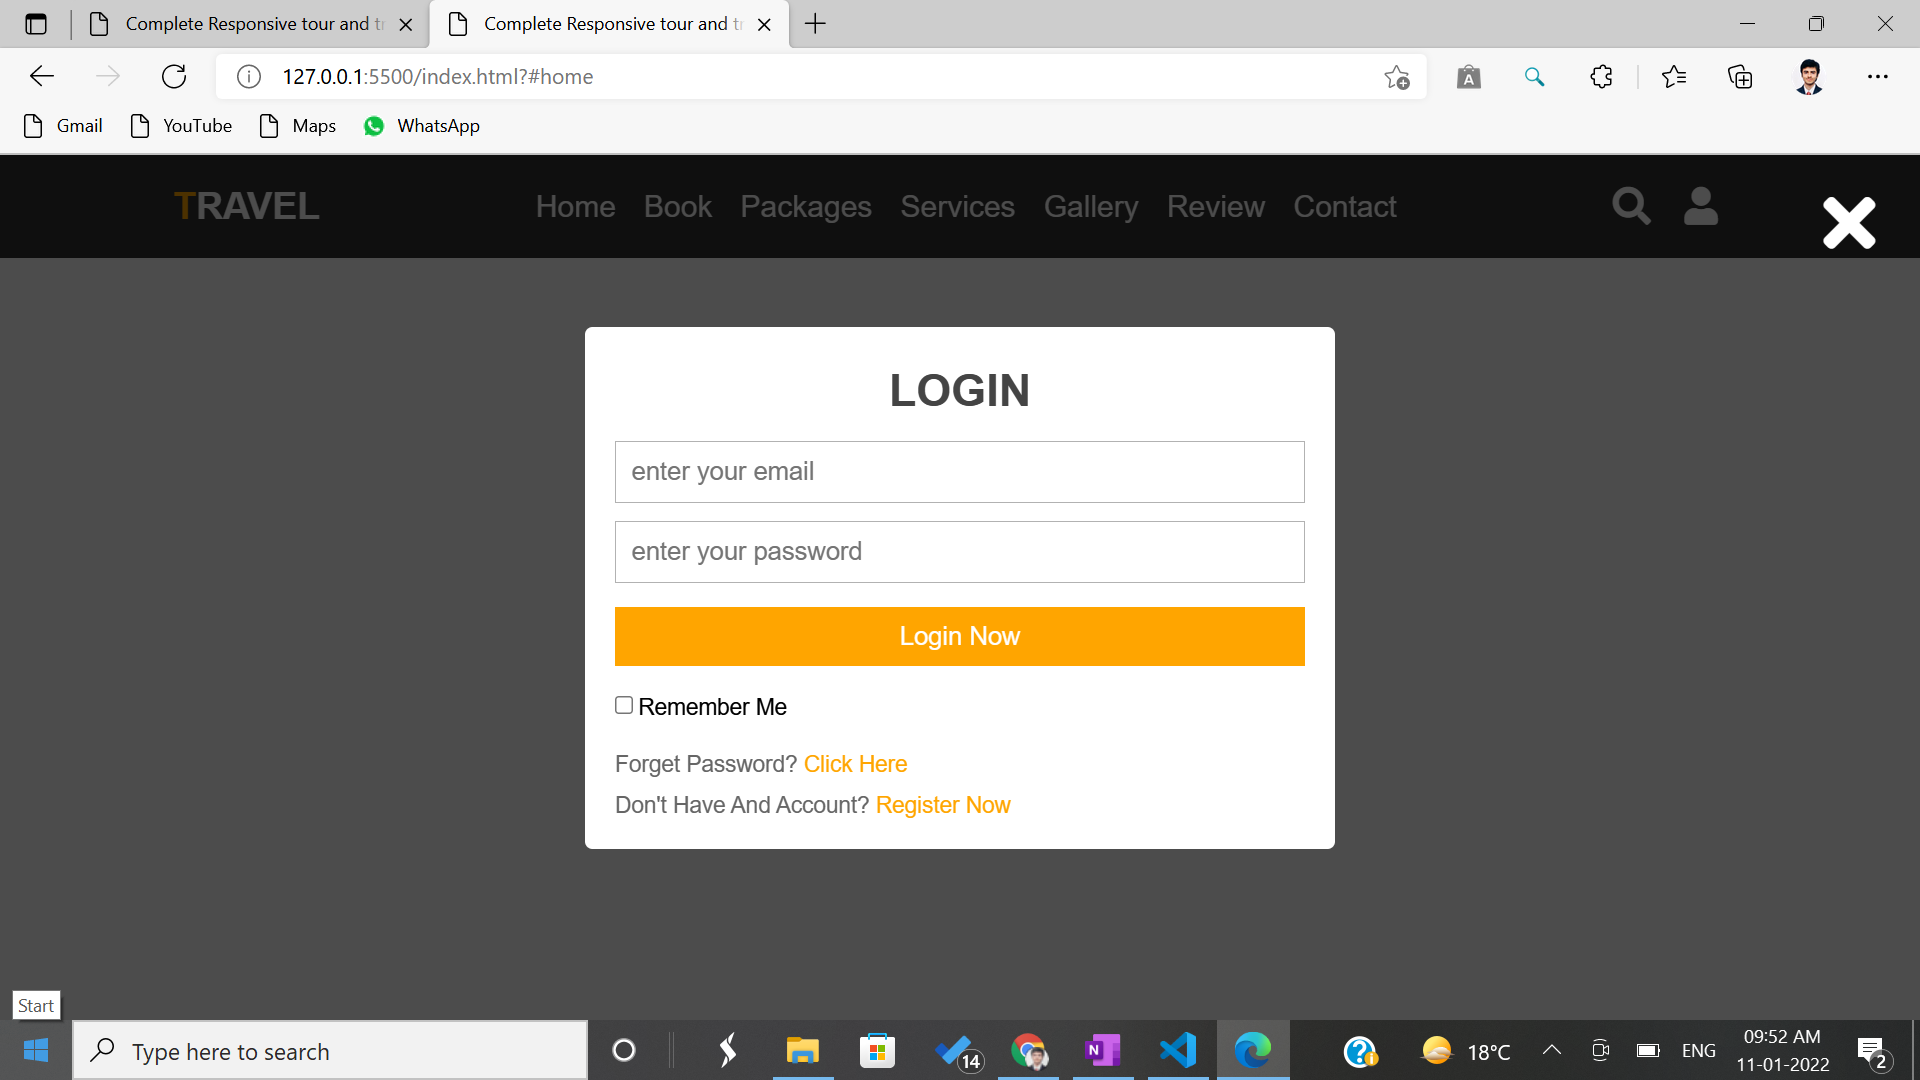 Complete Responsive tour and tr
Complete Responsive tour and tr
127.0.0.1:5500/index.html?#home
A
Gmail
YouTube
Maps
WhatsApp
TRAVEL
Home
Book
Packages
Services
Gallery
Review
Contact
LOGIN
enter your email
enter your password
Login Now
Remember Me
Forget Password? Click Here
Don't Have And Account? Register Now
Start
Type here to search
14
N
18°C
ENG
09:52 AM
11-01-2022
2